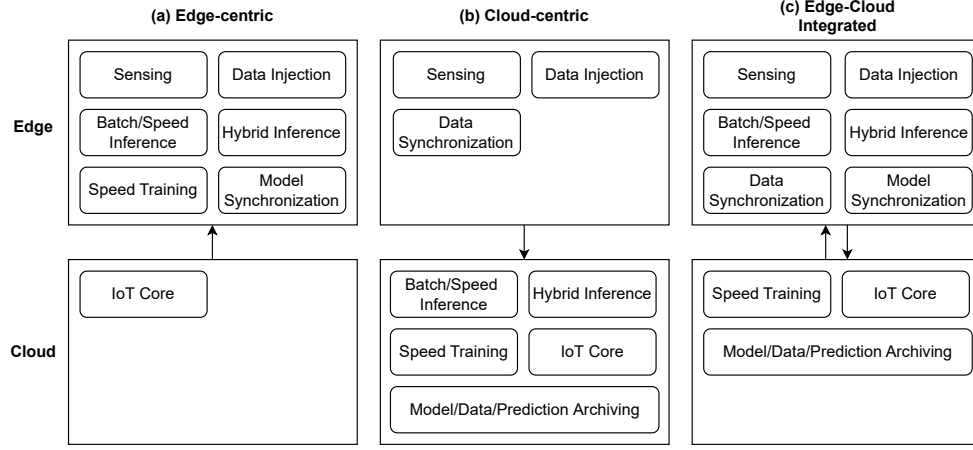 (a) Edge-centric
(b) Cloud-centric
(c) Edge-Cloud
Integrated
Edge
Sensing
Data Injection
Batch/Speed
Inference
Hybrid Inference
Speed Training
Model
Synchronization
Sensing
Data Injection
Data
Synchronization
Sensing
Data Injection
Batch/Speed
Inference
Hybrid Inference
Data
Synchronization
Model
Synchronization
Cloud
IoT Core
Batch/Speed
Inference
Hybrid Inference
Speed Training
IoT Core
Model/Data/Prediction Archiving
Speed Training
IoT Core
Model/Data/Prediction Archiving